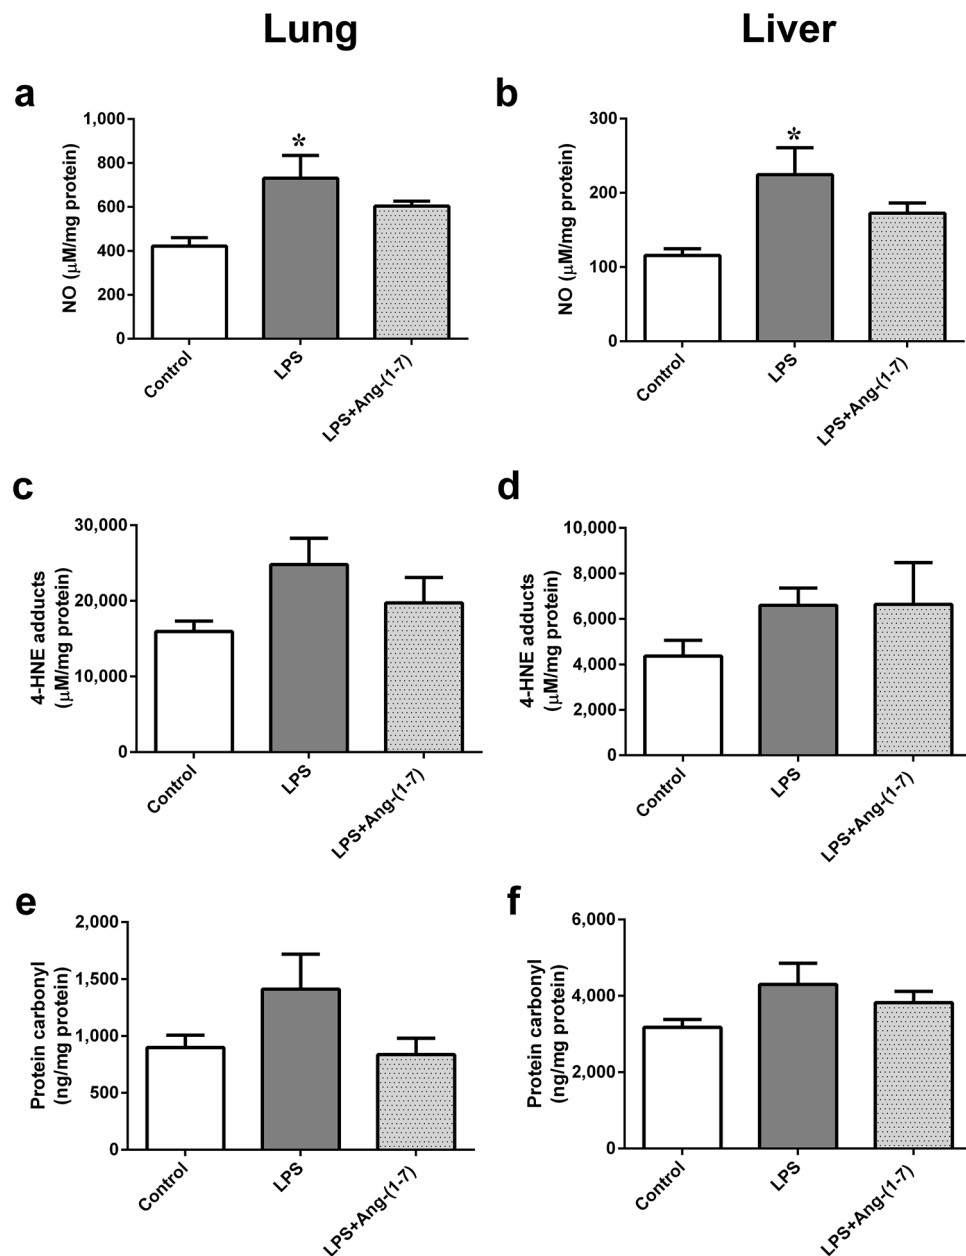 Lung
Liver
a
NO (μM/mg protein)
1,000
800
600
400
200
0
*
Control
LPS
LPS+Ang-(1-7)
b
NO (μM/mg protein)
300
200
100
0
*
Control
LPS
LPS+Ang-(1-7)
c
4-HNE adducts
(μM/mg protein)
30,000
20,000
10,000
0
Control
LPS
LPS+Ang-(1-7)
d
4-HNE adducts
(μM/mg protein)
10,000
8,000
6,000
4,000
2,000
0
Control
LPS
LPS+Ang-(1-7)
e
Protein carbonyl
(ng/mg protein)
2,000
1,500
1,000
500
0
Control
LPS
LPS+Ang-(1-7)
f
Protein carbonyl
(ng/mg protein)
6,000
4,000
2,000
0
Control
LPS
LPS+Ang-(1-7)